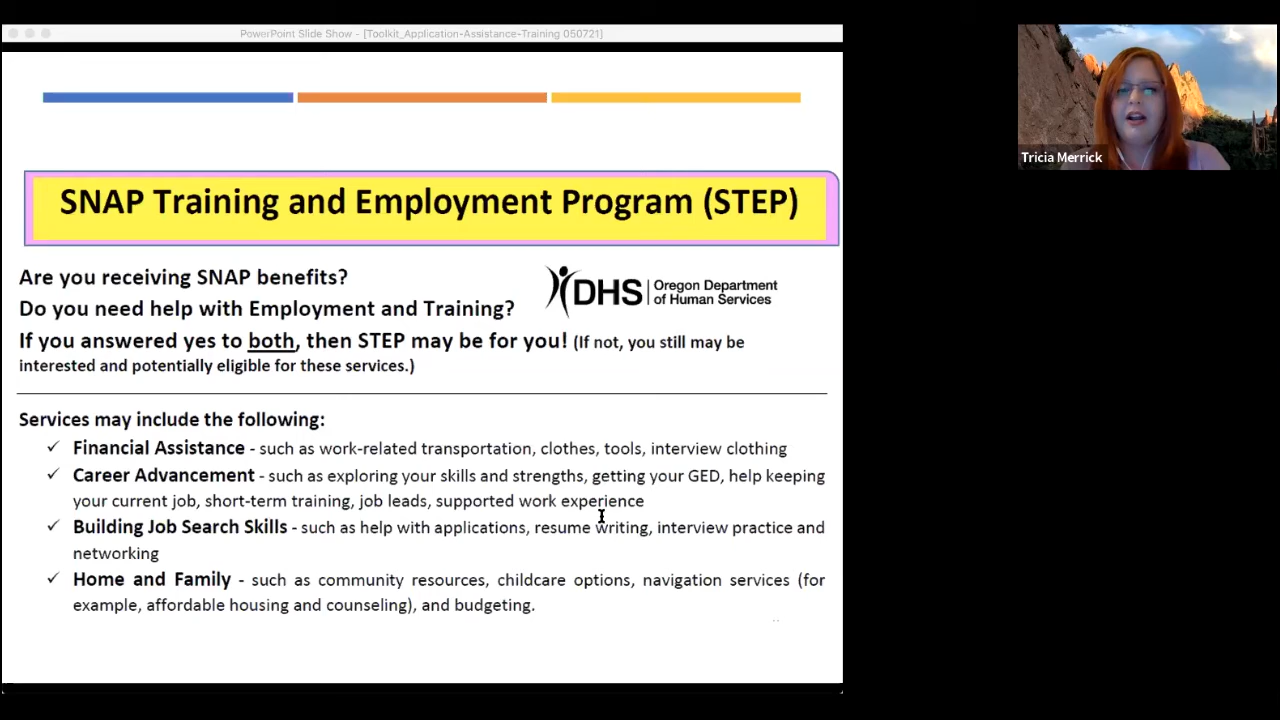 PowerPoint Slide Show - [Toolkit_Application-Assistance-Training 050721]
Tricia Merrick
SNAP Training and Employment Program (STEP)
Are you receiving SNAP benefits?
DHS Oregon Department
of Human Services
Do you need help with Employment and Training?
If you answered yes to both, then STEP may be for you! (If not, you still may be
interested and potentially eligible for these services.)
Services may include the following:
✓ Financial Assistance - such as work-related transportation, clothes, tools, interview clothing
✓ Career Advancement - such as exploring your skills and strengths, getting your GED, help keeping
your current job, short-term training, job leads, supported work experience
✓ Building Job Search Skills - such as help with applications, resume writing, interview practice and
networking
✓ Home and Family - such as community resources, childcare options, navigation services (for
example, affordable housing and counseling), and budgeting.